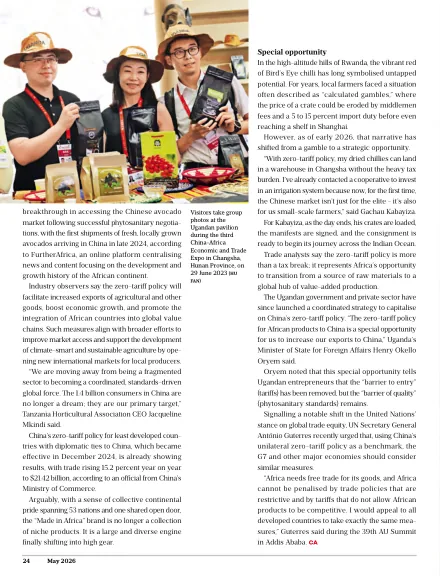 breakthrough in accessing the Chinese avocado
market following successful phytosanitary negotia-
tions, with the first shipments of fresh, locally grown
avocados arriving in China in late 2024, according
to FurtherAfrica, an online platform centralising
news and content focusing on the development and
growth history of the African continent.
Industry observers say the zero-tariff policy will
facilitate increased exports of agricultural and other
goods, boost economic growth, and promote the
integration of African countries into global value
chains. Such measures align with broader efforts to
improve market access and support the development
of climate-smart and sustainable agriculture by ope-
ning new international markets for local producers.
"We are moving away from being a fragmented
sector to becoming a coordinated, standards-driven
global force. The 1.4 billion consumers in China are
no longer a dream; they are our primary target,"
Tanzania Horticultural Association CEO Jacqueline
Mkindi said.
China's zero-tariff policy for least developed coun-
tries with diplomatic ties to China, which became
effective in December 2024, is already showing
results, with trade rising 15.2 percent year on year
to $21.42 billion, according to an official from China's
Ministry of Commerce.
Arguably, with a sense of collective continental
pride spanning 53 nations and one shared open door,
the "Made in Africa" brand is no longer a collection
of niche products. It is a large and diverse engine
finally shifting into high gear.
Visitors take group
photos at the
Ugandan pavilion
during the third
China-Africa
Economic and Trade
Expo in Changsha,
Hunan Province, on
29 June 2023 (WU
FAN)
Special opportunity
In the high-altitude hills of Rwanda, the vibrant red
of Bird's Eye chilli has long symbolised untapped
potential. For years, local farmers faced a situation
often described as "calculated gambles," where
the price of a crate could be eroded by middlemen
fees and a 5 to 15 percent import duty before even
reaching a shelf in Shanghai.
However, as of early 2026, that narrative has
shifted from a gamble to a strategic opportunity.
"With zero-tariff policy, my dried chillies can land
in a warehouse in Changsha without the heavy tax
burden. I've already contacted a cooperative to invest
in an irrigation system because now, for the first time,
the Chinese market isn't just for the elite - it's also
for us small-scale farmers," said Gachan Kabayiza.
For Kabayiza, as the day ends, his crates are loaded,
the manifests are signed, and the consignment is
ready to begin its journey across the Indian Ocean.
Trade analysts say the zero-tariff policy is more
than a tax break; it represents Africa's opportunity
to transition from a source of raw materials to a
global hub of value-added production.
The Ugandan government and private sector have
since launched a coordinated strategy to capitalise
on China's zero-tariff policy. "The zero-tariff policy
for African products to China is a special opportunity
for us to increase our exports to China," Uganda's
Minister of State for Foreign Affairs Henry Okello
Oryem said.
Oryem noted that this special opportunity tells
Ugandan entrepreneurs that the "barrier to entry"
(tariffs) has been removed, but the "barrier of quality"
(phytosanitary standards) remains.
Signalling a notable shift in the United Nations'
stance on global trade equity, UN Secretary General
António Guterres recently urged that, using China's
unilateral zero-tariff policy as a benchmark, the
G7 and other major economies should consider
similar measures.
"Africa needs free trade for its goods, and Africa
cannot be penalised by trade policies that are
restrictive and by tariffs that do not allow African
products to be competitive. I would appeal to all
developed countries to take exactly the same mea-
sures," Guterres said during the 39th AU Summit
in Addis Ababa. CA
24 May 2026